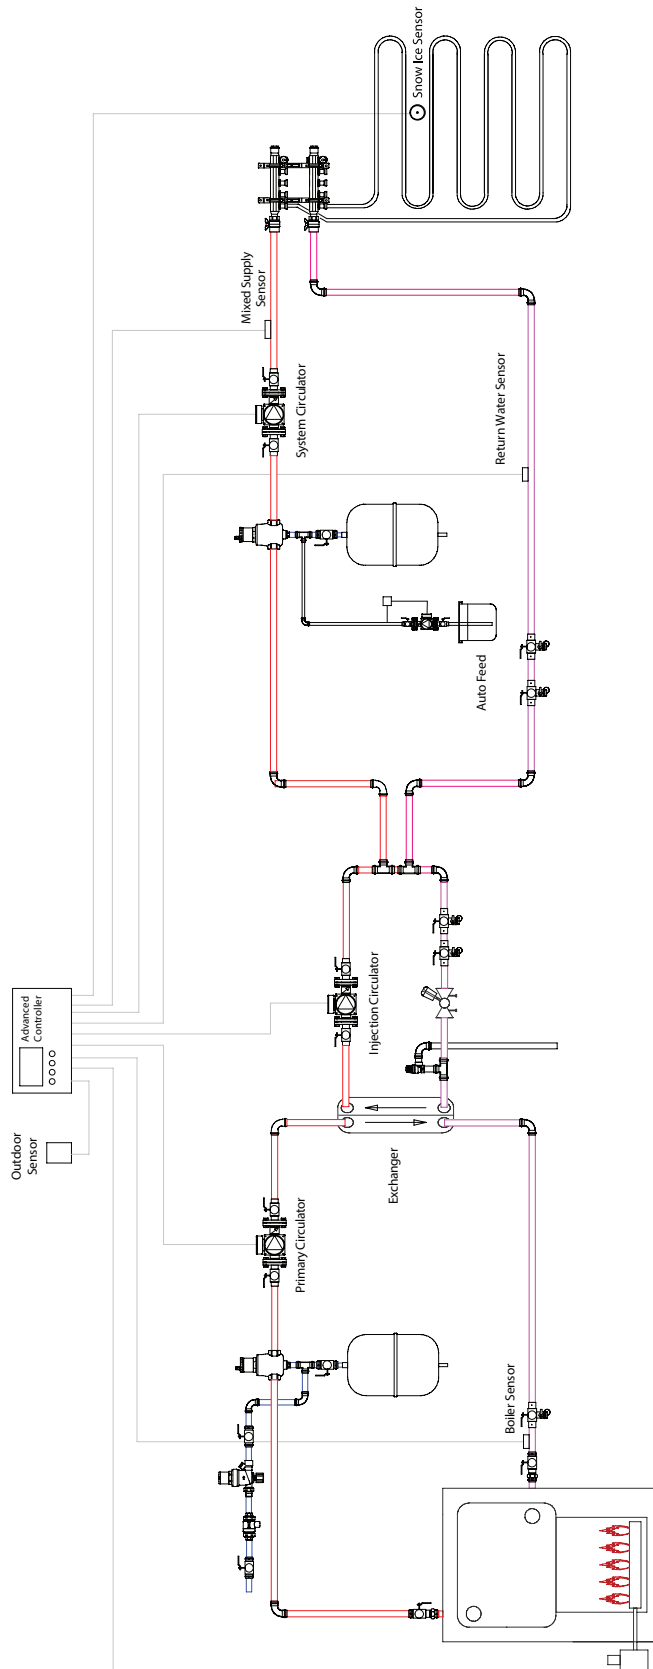 Snow Ice Sensor
Mixed Supply
Sensor
System Circulator
Return Water Sensor
Auto Feed
Advanced
Controller
Injection Circulator
Outdoor
Sensor
Exchanger
Primary Circulator
Boiler Sensor